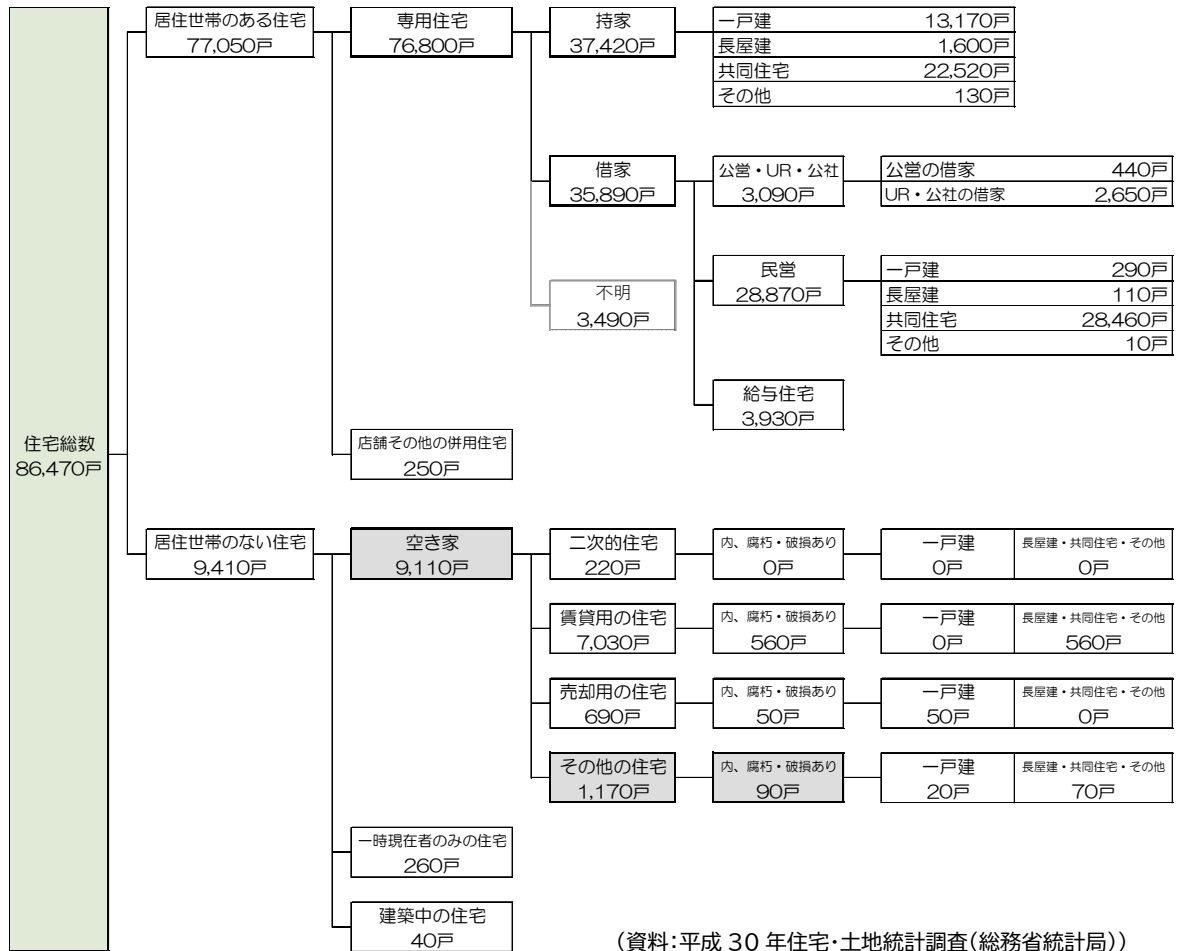 住宅総数
86,470戸
居住世帯のある住宅
77,050戸
専用住宅
76,800戸
持家
37,420戸
一戸建 13,170戸
長屋建 1,600戸
共同住宅 22,520戸
その他 130戸
借家
35,890戸
公営・UR・公社
3,090戸
公営の借家 440戸
UR・公社の借家 2,650戸
民営
28,870戸
一戸建 290戸
長屋建 110戸
共同住宅 28,460戸
その他 10戸
給与住宅
3,930戸
不明
3,490戸
店舗その他の併用住宅
250戸
居住世帯のない住宅
9,410戸
空き家
9,110戸
二次的住宅
220戸
内、腐朽・破損あり
0戸
一戸建
0戸
長屋建・共同住宅・その他
0戸
賃貸用の住宅
7,030戸
内、腐朽・破損あり
560戸
一戸建
0戸
長屋建・共同住宅・その他
560戸
売却用の住宅
690戸
内、腐朽・破損あり
50戸
一戸建
50戸
長屋建・共同住宅・その他
0戸
その他の住宅
1,170戸
内、腐朽・破損あり
90戸
一戸建
20戸
長屋建・共同住宅・その他
70戸
一時現在者のみの住宅
260戸
建築中の住宅
40戸
(資料:平成 30 年住宅・土地統計調査(総務省統計局))